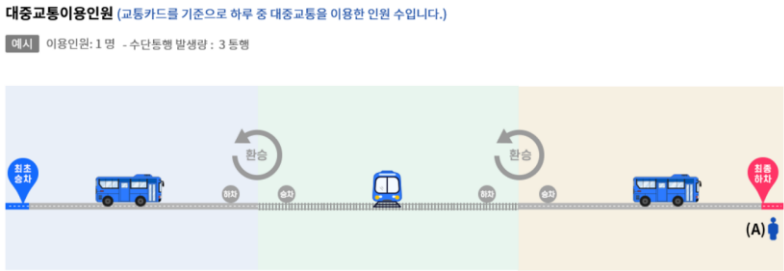 대중교통이용인원 (교통카드를 기준으로 하루 중 대중교통을 이용한 인원 수입니다.)
예시 이용인원: 1 명 - 수단통행 발생량 : 3 통행
환승 환승
최초 승차
최종 하차
하차 승차 하차 승차
(A)